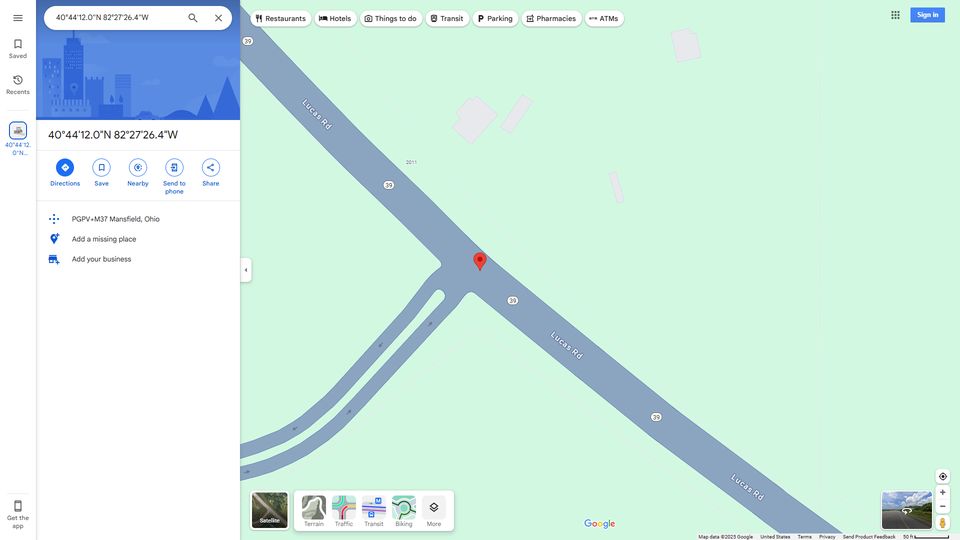 40°44'12.0"N 82°27'26.4"W
Restaurants
Hotels
Things to do
Transit
Parking
Pharmacies
ATMs
Sign in
Saved
Recents
40°44'12.
0"N…
40°44'12.0"N 82°27'26.4"W
Directions
Save
Nearby
Send to
phone
Share
PGPV+M37 Mansfield, Ohio
Add a missing place
Add your business
39
Lucas Rd
2011
39
39
Lucas Rd
39
Lucas Rd
Get the
app
Satellite
Terrain
Traffic
Transit
Biking
More
Google
Map data ©2025 Google United States Terms Privacy Send Product Feedback 50 ft